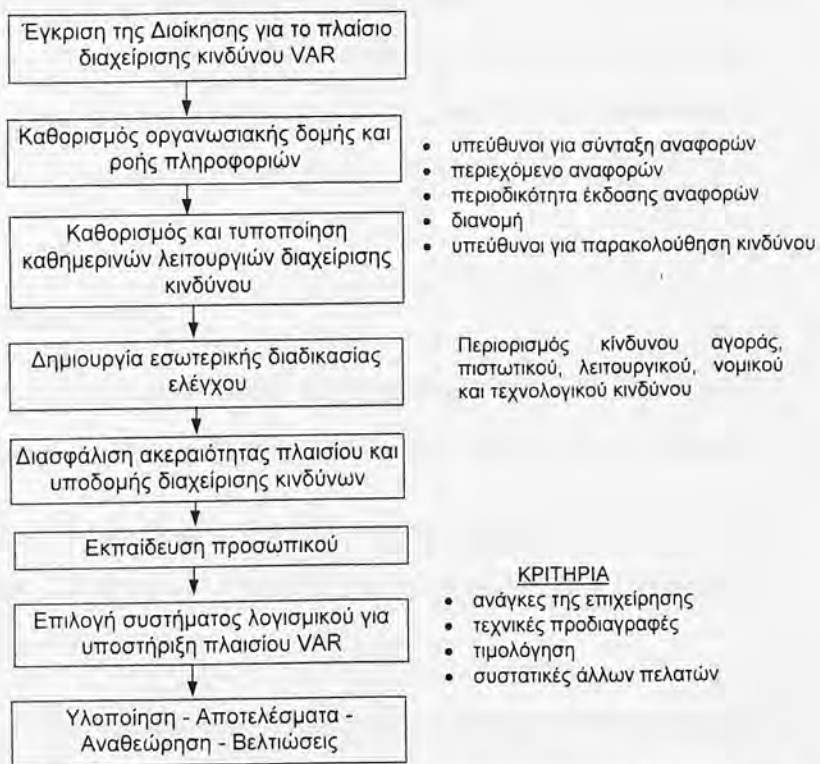 Έγκριση της Διοίκησης για το πλαίσιο
διαχείρισης κινδύνου VAR
Καθορισμός οργανωσιακής δομής και
ροής πληροφοριών
• υπεύθυνοι για σύνταξη αναφορών
• περιεχόμενο αναφορών
• περιοδικότητα έκδοσης αναφορών
• διανομή
• υπεύθυνοι για παρακολούθηση κινδύνου
Καθορισμός και τυποποίηση
καθημερινών λειτουργιών διαχείρισης
κινδύνου
Δημιουργία εσωτερικής διαδικασίας
ελέγχου
Περιορισμός κίνδυνου αγοράς,
πιστωτικού, λειτουργικού, νομικού
και τεχνολογικού κινδύνου
Διασφάλιση ακεραιότητας πλαισίου και
υποδομής διαχείρισης κινδύνων
Εκπαίδευση προσωπικού
Επιλογή συστήματος λογισμικού για
υποστήριξη πλαισίου VAR
ΚΡΙΤΗΡΙΑ
• ανάγκες της επιχείρησης
• τεχνικές προδιαγραφές
• τιμολόγηση
• συστατικές άλλων πελατών
Υλοποίηση - Αποτελέσματα -
Αναθεώρηση - Βελτιώσεις